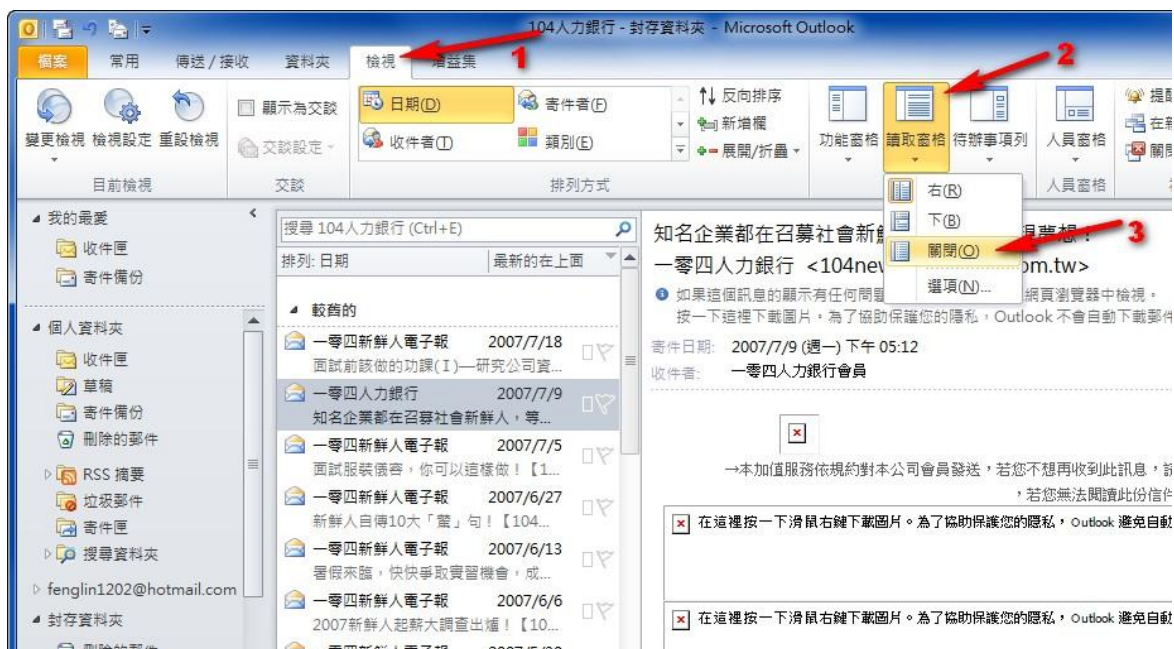 104人力銀行 - 封存資料夾 - Microsoft Outlook
檔案 常用 傳送 / 接收 資料夾 檢視 增益集
1
2
變更檢視 檢視設定 重設檢視
目前檢視
顯示為交談
交談設定
交談
日期(D) 寄件者(F)
收件者(T) 類別(E)
排列方式
反向排序
新增欄
展開/折疊
功能窗格 讀取窗格 待辦事項列 人員窗格
人員窗格
提醒
在新
關閉
右(R)
下(B)
關閉(O)
3
選項(N)...
我的最愛
收件匣
寄件備份
個人資料夾
收件匣
草稿
寄件備份
刪除的郵件
RSS 摘要
垃圾郵件
寄件匣
搜尋資料夾
fenglin1202@hotmail.com
封存資料夾
刪除的郵件
搜尋 104人力銀行 (Ctrl+E)
排列: 日期 最新的在上面
較舊的
一零四新鮮人電子報 2007/7/18
面試前該做的功課(I)—研究公司資...
一零四人力銀行 2007/7/9
知名企業都在召募社會新鮮人，等...
一零四新鮮人電子報 2007/7/5
面試服裝儀容，你可以這樣做！【1...
一零四新鮮人電子報 2007/6/27
新鮮人自傳10大「驚」句！【104...
一零四新鮮人電子報 2007/6/13
暑假來臨，快快爭取實習機會，成...
一零四新鮮人電子報 2007/6/6
2007新鮮人起薪大調查出爐！【10...
知名企業都在召募社會新 夢想！
一零四人力銀行 <104new om.tw>
如果這個訊息的顯示有任何問 網頁瀏覽器中檢視。
按一下這裡下載圖片。為了協助保護您的隱私，Outlook 不會自動下載郵件
寄件日期: 2007/7/9 (週一) 下午 05:12
收件者: 一零四人力銀行會員
→本加值服務依規約對本公司會員發送，若您不想再收到此訊息，請
，若您無法閱讀此份信件
在這裡按一下滑鼠右鍵下載圖片。為了協助保護您的隱私，Outlook 避免自動
在這裡按一下滑鼠右鍵下載圖片。為了協助保護您的隱私，Outlook 避免自動